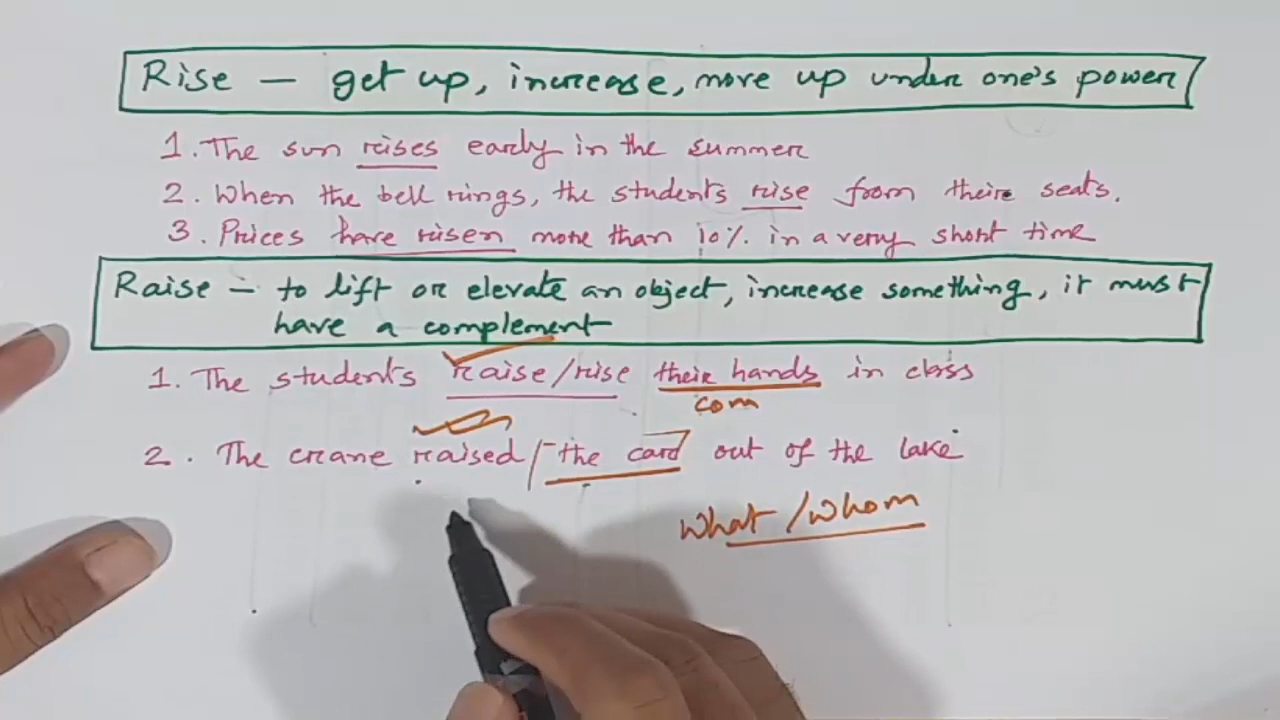 Rise — get up, increase, move up under one's power
1. The sun rises early in the summer
2. When the bell rings, the students rise from their seats.
3. Prices have risen more than 10% in a very short time
Raise – to lift or elevate an object, increase something, it must
have a complement
1. The students raise/rise their hands in class
com
2. The crane raised/ the card out of the lake
What/whom